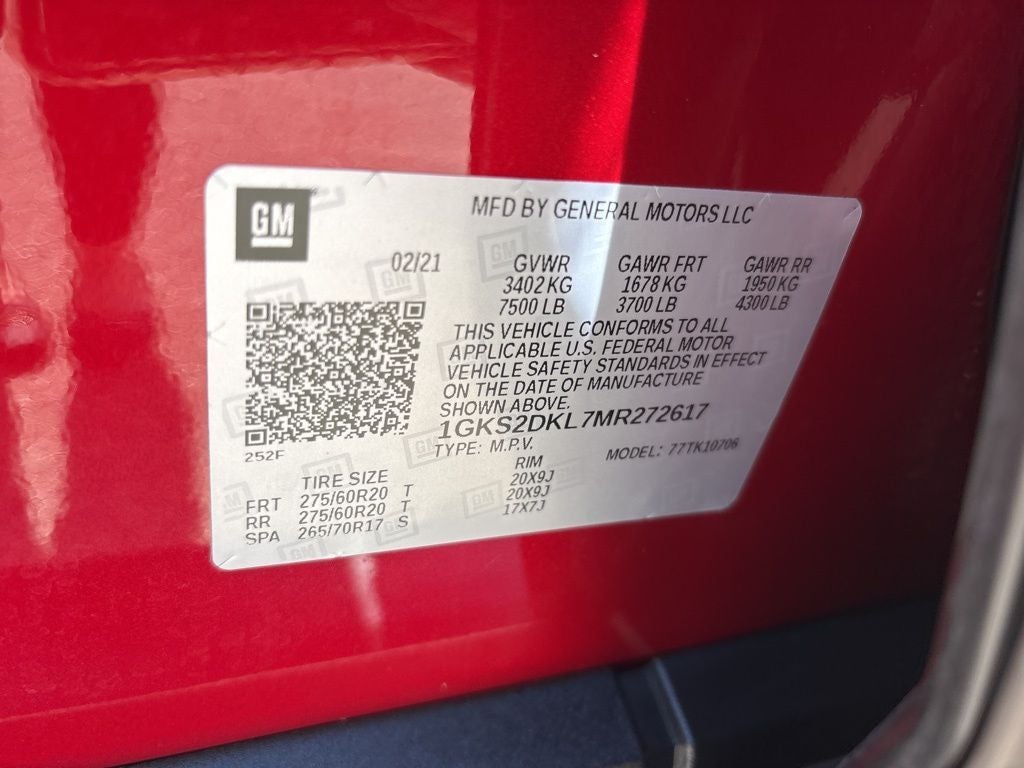 GM
MFD BY GENERAL MOTORS LLC
02/21
GVWR GAWR FRT GAWR RR
3402 KG 1678 KG 1950 KG
7500 LB 3700 LB 4300 LB
THIS VEHICLE CONFORMS TO ALL
APPLICABLE U.S. FEDERAL MOTOR
VEHICLE SAFETY STANDARDS IN EFFECT
ON THE DATE OF MANUFACTURE
SHOWN ABOVE.
1GKS2DKL7MR272617
TYPE: M.P.V. MODEL: 77TK10706
252F
TIRE SIZE RIM
FRT 275/60R20 T 20X9J
RR 275/60R20 T 20X9J
SPA 265/70R17 S 17X7J